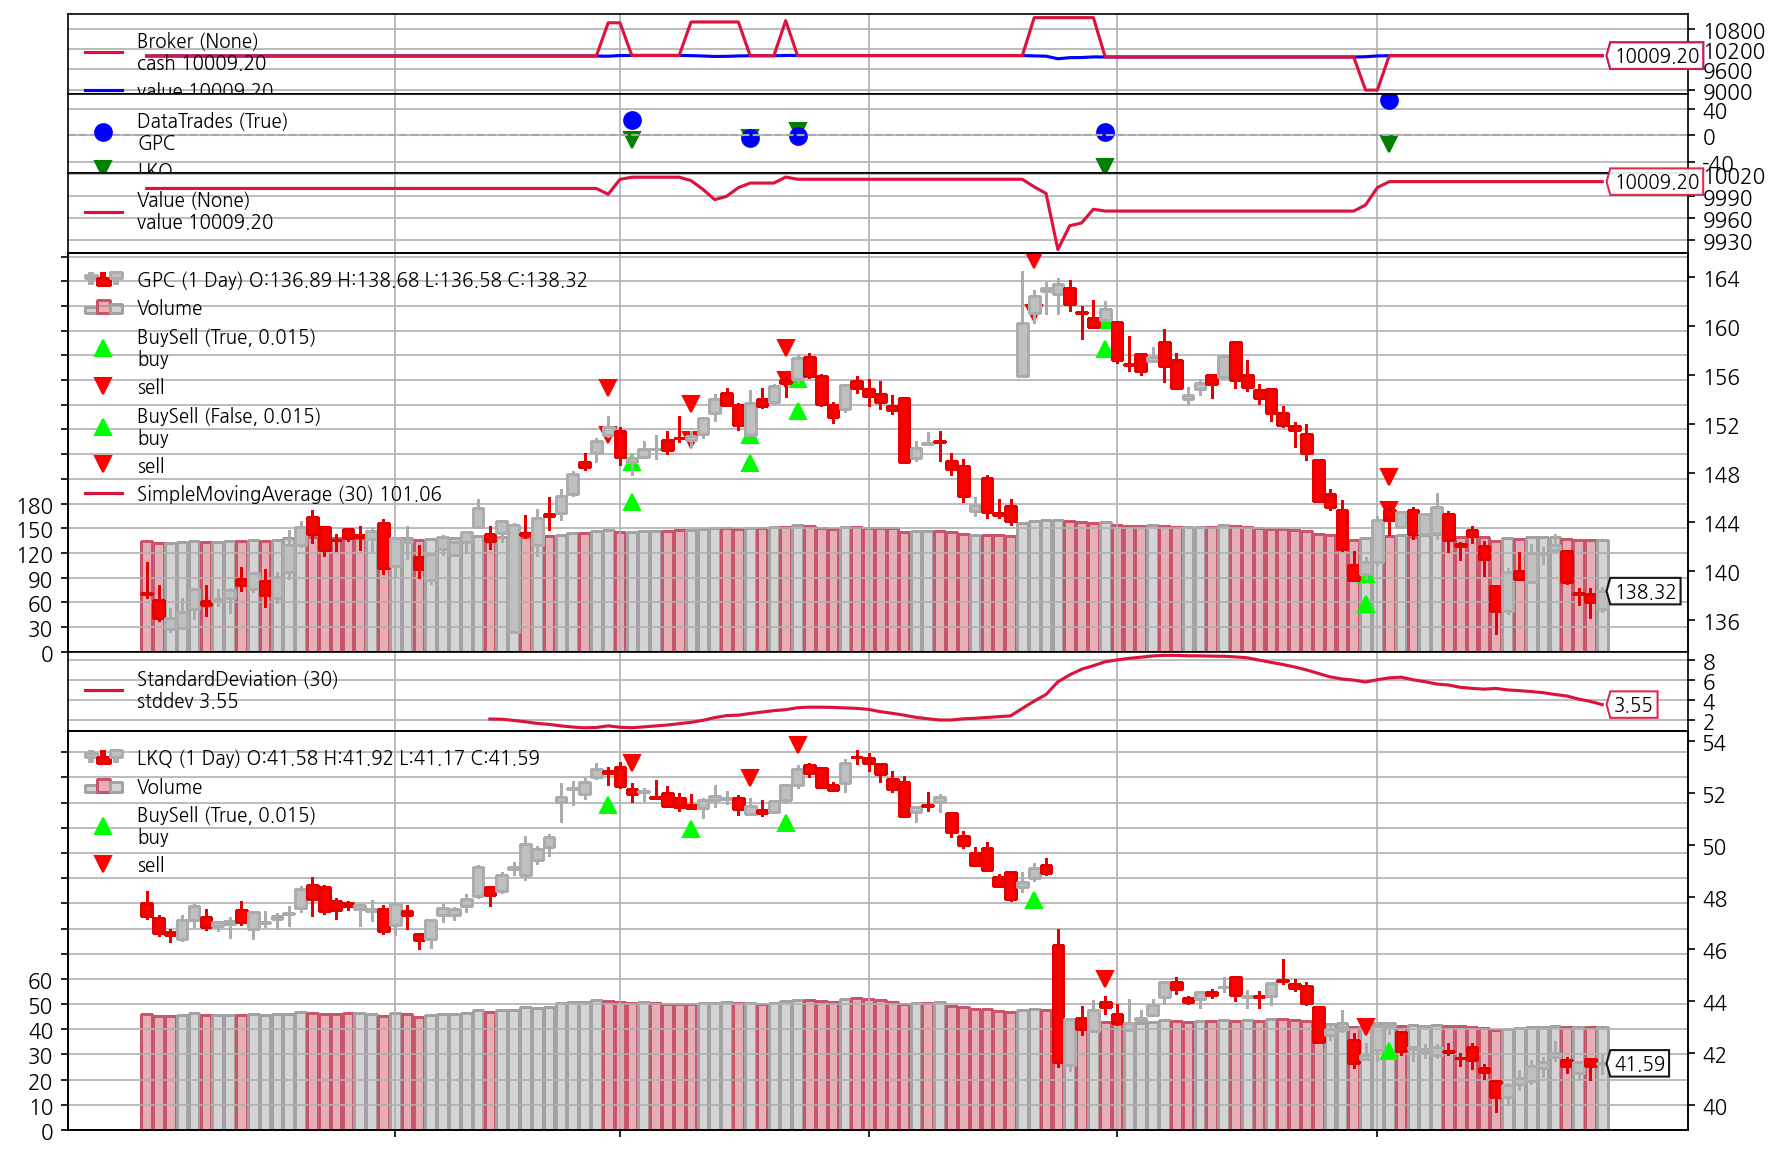 Broker (None)
cash 10009.20
value 10009.20
10800
10200
9600
9000
10009.20
DataTrades (True)
GPC
LKQ
40
0
-40
Value (None)
value 10009.20
10020
9990
9960
9930
10009.20
GPC (1 Day) O:136.89 H:138.68 L:136.58 C:138.32
Volume
BuySell (True, 0.015)
buy
sell
BuySell (False, 0.015)
buy
sell
SimpleMovingAverage (30) 101.06
180
150
120
90
60
30
0
164
160
156
152
148
144
140
136
138.32
StandardDeviation (30)
stddev 3.55
8
6
4
2
3.55
LKQ (1 Day) O:41.58 H:41.92 L:41.17 C:41.59
Volume
BuySell (True, 0.015)
buy
sell
60
50
40
30
20
10
0
54
52
50
48
46
44
42
40
41.59